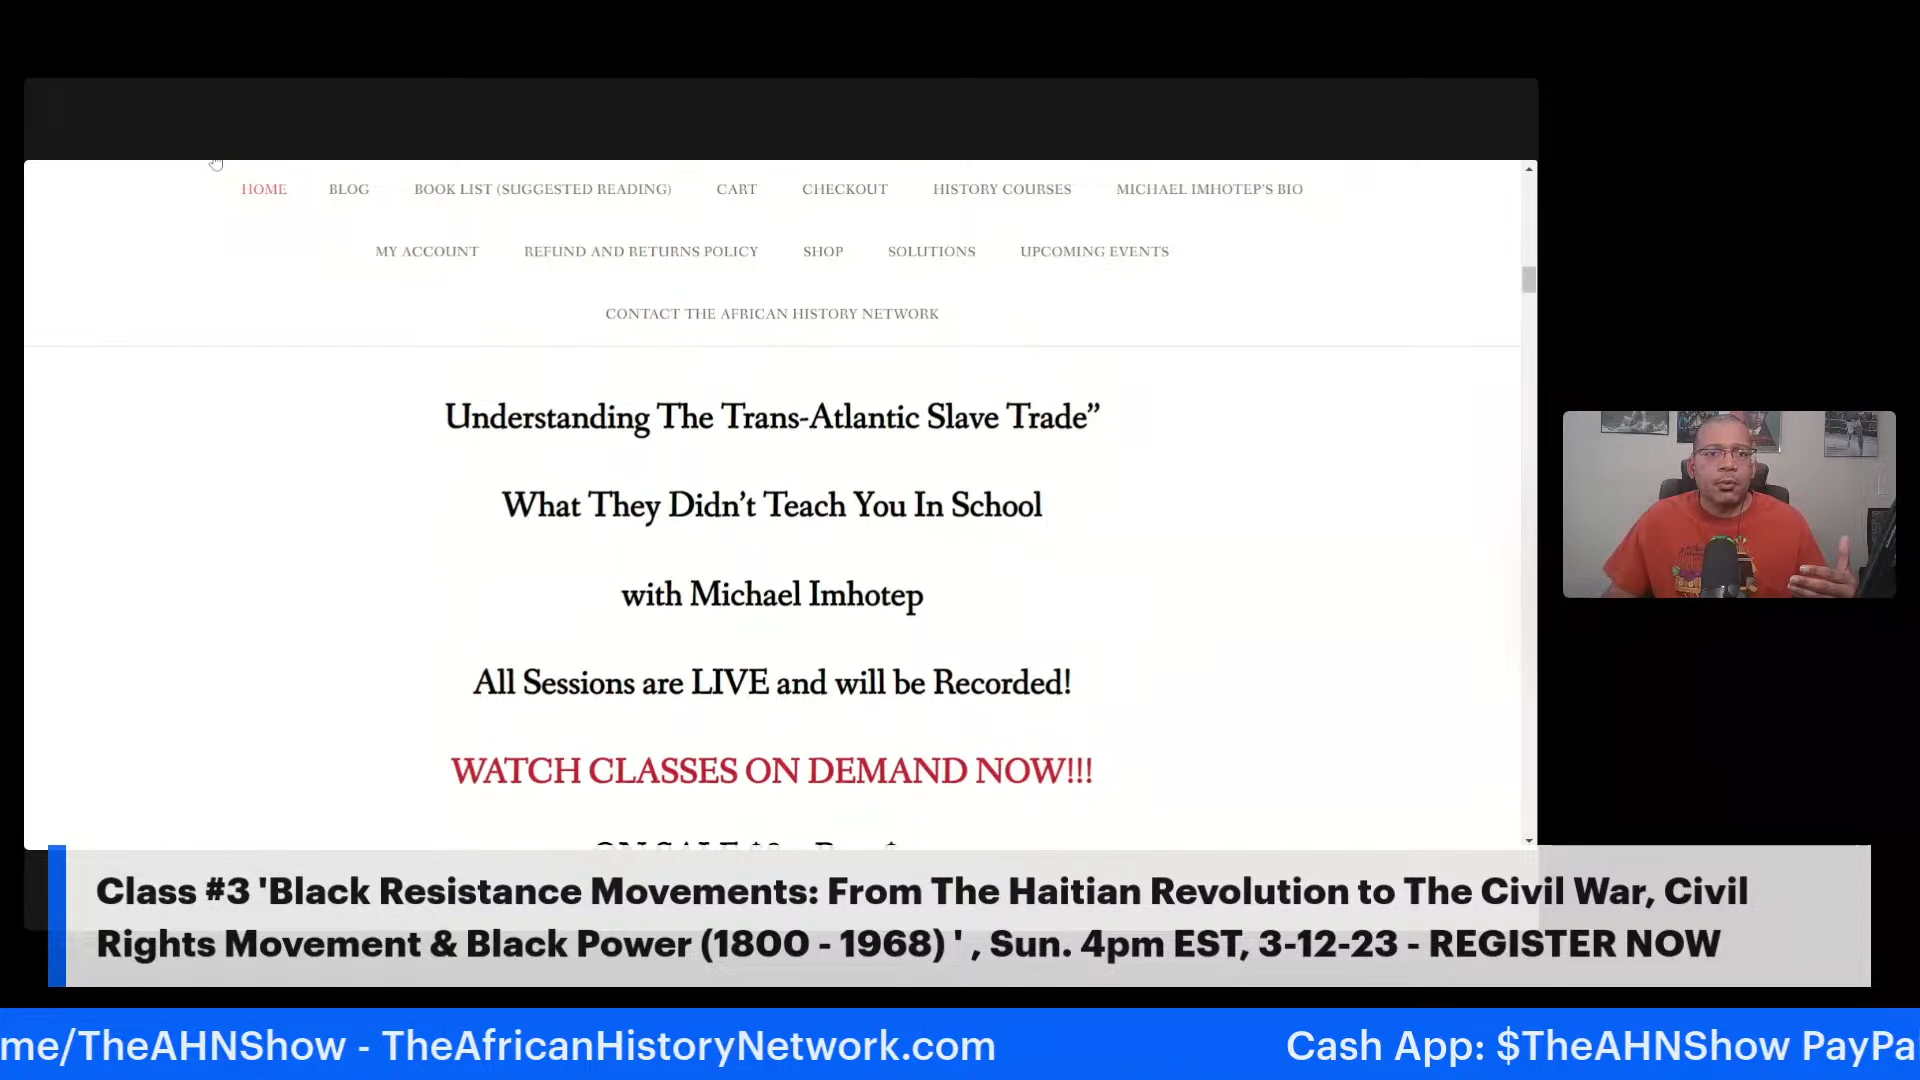 HOME BLOG BOOK LIST (SUGGESTED READING) CART CHECKOUT HISTORY COURSES MICHAEL IMHOTEP'S BIO
MY ACCOUNT REFUND AND RETURNS POLICY SHOP SOLUTIONS UPCOMING EVENTS
CONTACT THE AFRICAN HISTORY NETWORK
Understanding The Trans-Atlantic Slave Trade”
What They Didn’t Teach You In School
with Michael Imhotep
All Sessions are LIVE and will be Recorded!
WATCH CLASSES ON DEMAND NOW!!!
ON SALE
Class #3 'Black Resistance Movements: From The Haitian Revolution to The Civil War, Civil
Rights Movement & Black Power (1800 - 1968) ' , Sun. 4pm EST, 3-12-23 - REGISTER NOW
me/TheAHNShow - TheAfricanHistoryNetwork.com Cash App: $TheAHNShow PayPa